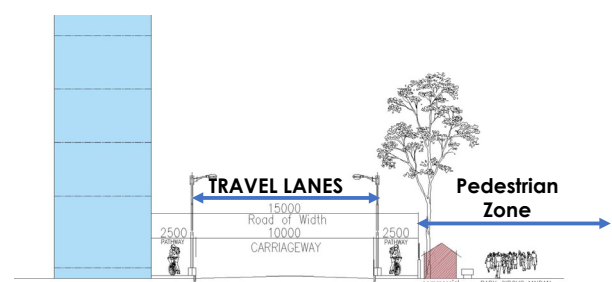 TRAVEL LANES
Pedestrian
Zone
15000
Road of Width
2500
10000
2500
PATHWAY
CARRIAGEWAY
PATHWAY